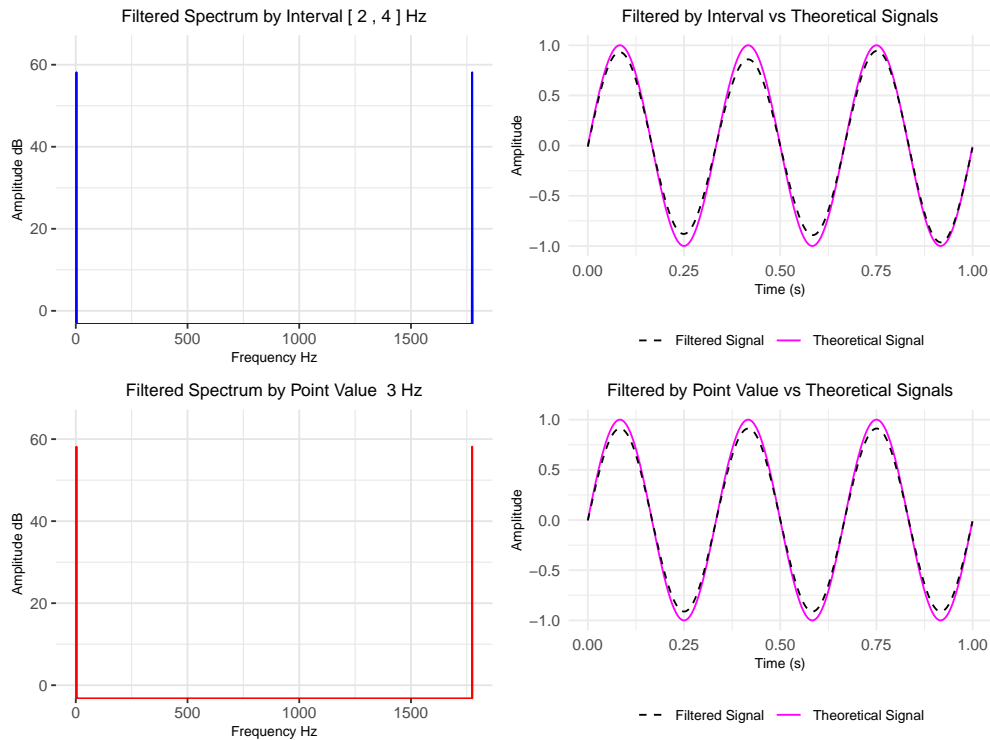 Filtered Spectrum by Interval [ 2 , 4 ] Hz
60
40
20
0
Amplitude dB
0 500 1000 1500
Frequency Hz
Filtered by Interval vs Theoretical Signals
1.0
0.5
0.0
−0.5
−1.0
Amplitude
0.00 0.25 0.50 0.75 1.00
Time (s)
Filtered Signal Theoretical Signal
Filtered Spectrum by Point Value  3 Hz
60
40
20
0
Amplitude dB
0 500 1000 1500
Frequency Hz
Filtered by Point Value vs Theoretical Signals
1.0
0.5
0.0
−0.5
−1.0
Amplitude
0.00 0.25 0.50 0.75 1.00
Time (s)
Filtered Signal Theoretical Signal